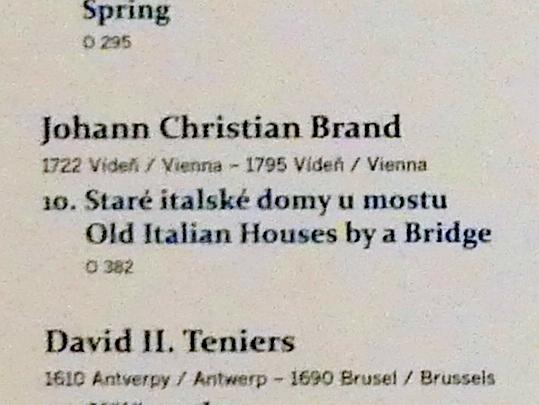 Spring
O 295
Johann Christian Brand
1722 Vídeň / Vienna – 1795 Vídeň / Vienna
10. Staré italské domy u mostu
Old Italian Houses by a Bridge
O 382
David II. Teniers
1610 Antverpy / Antwerp – 1690 Brusel / Brussels